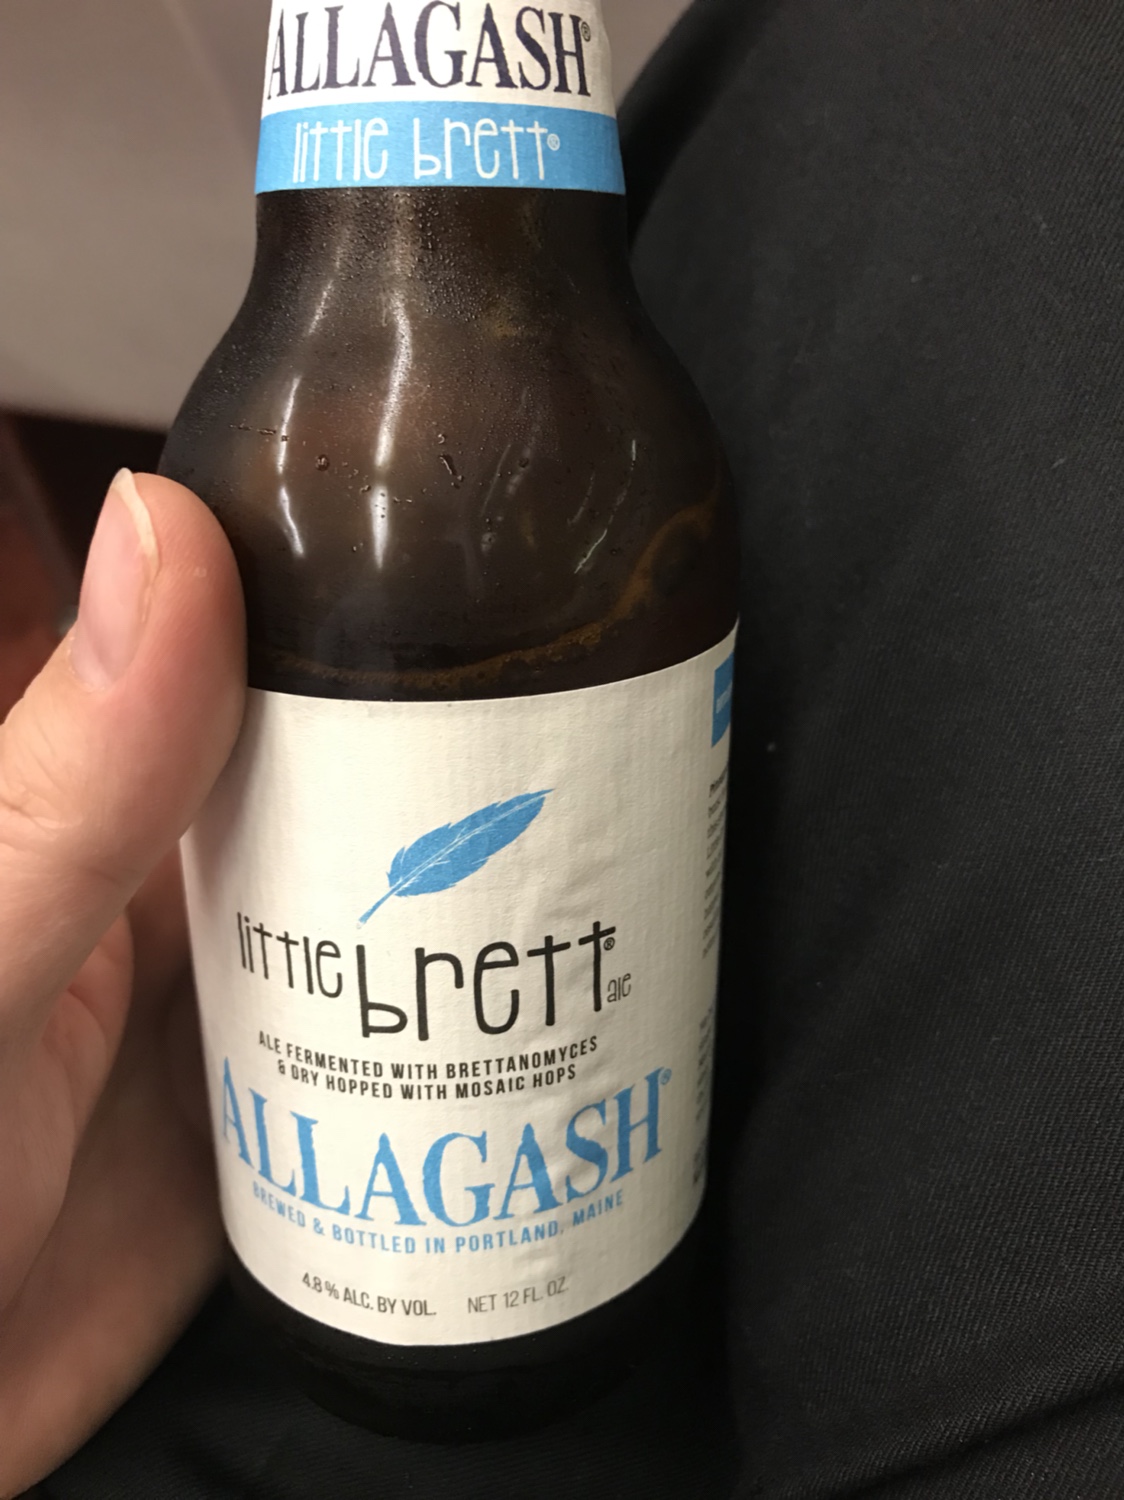 ALLAGASH®
little brett®
little brett®
ale
ALE FERMENTED WITH BRETTANOMYCES
& DRY HOPPED WITH MOSAIC HOPS
ALLAGASH®
BREWED & BOTTLED IN PORTLAND, MAINE
4.8% ALC. BY VOL. NET 12 FL. OZ.